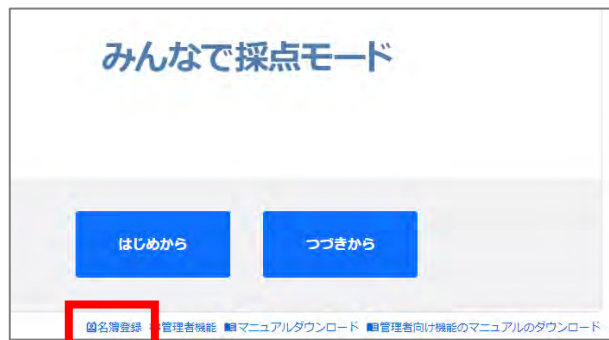 みんなで採点モード
はじめから
つづきから
名簿登録 管理者機能 マニュアルダウンロード 管理者向け機能のマニュアルのダウンロード